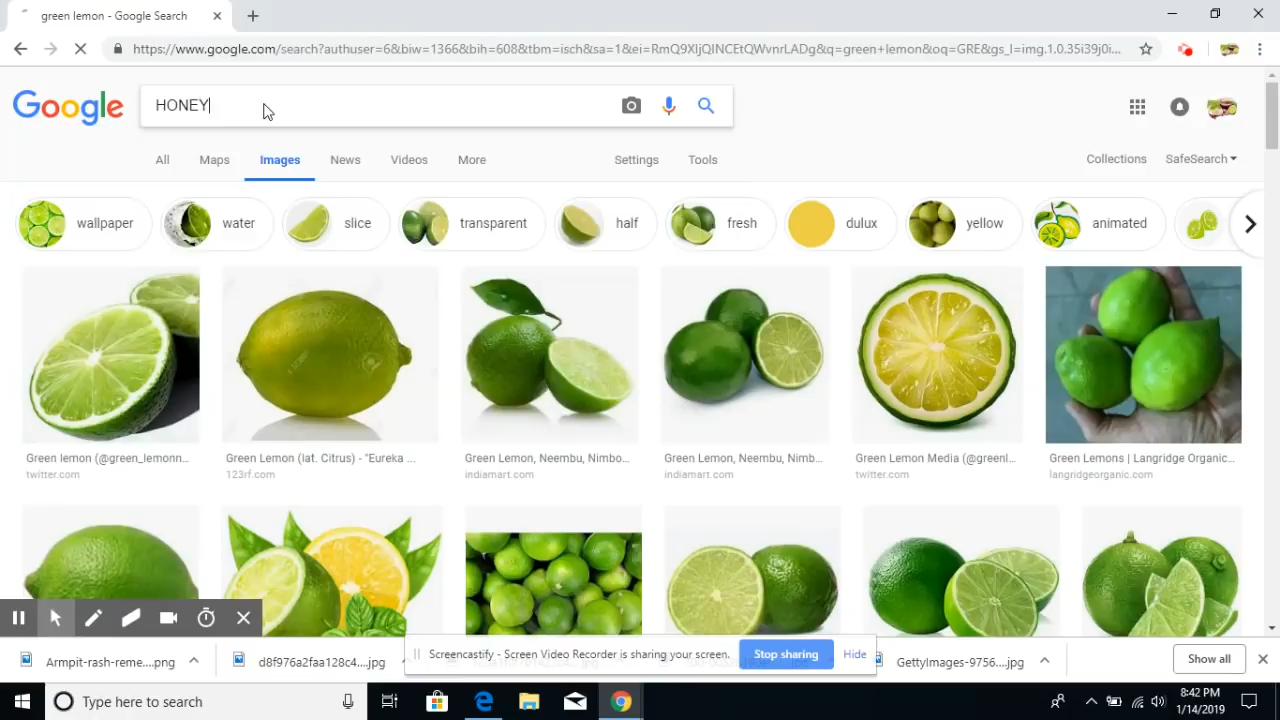 green lemon - Google Search
https://www.google.com/search?authuser=6&biw=1366&bih=608&tbm=isch&sa=1&ei=RmQ9XIjQINCEtQWvnrLADg&q=green+lemon&oq=GRE&gs_l=img.1.0.35i39j0i...
Google
HONEY
All Maps Images News Videos More Settings Tools Collections SafeSearch
wallpaper water slice transparent half fresh dulux yellow animated
Green lemon (@green_lemonn... Green Lemon (lat. Citrus) - "Eureka ... Green Lemon, Neembu, Nimbo... Green Lemon, Neembu, Nimb... Green Lemon Media (@greenl... Green Lemons | Langridge Organic...
twitter.com 123rf.com indiamart.com indiamart.com twitter.com langridgeorganic.com
Screencastify - Screen Video Recorder is sharing your screen. Stop sharing Hide
Armpit-rash-reme....png d8f976a2faa128c4....jpg GettyImages-9756....jpg Show all
Type here to search
8:42 PM
1/14/2019